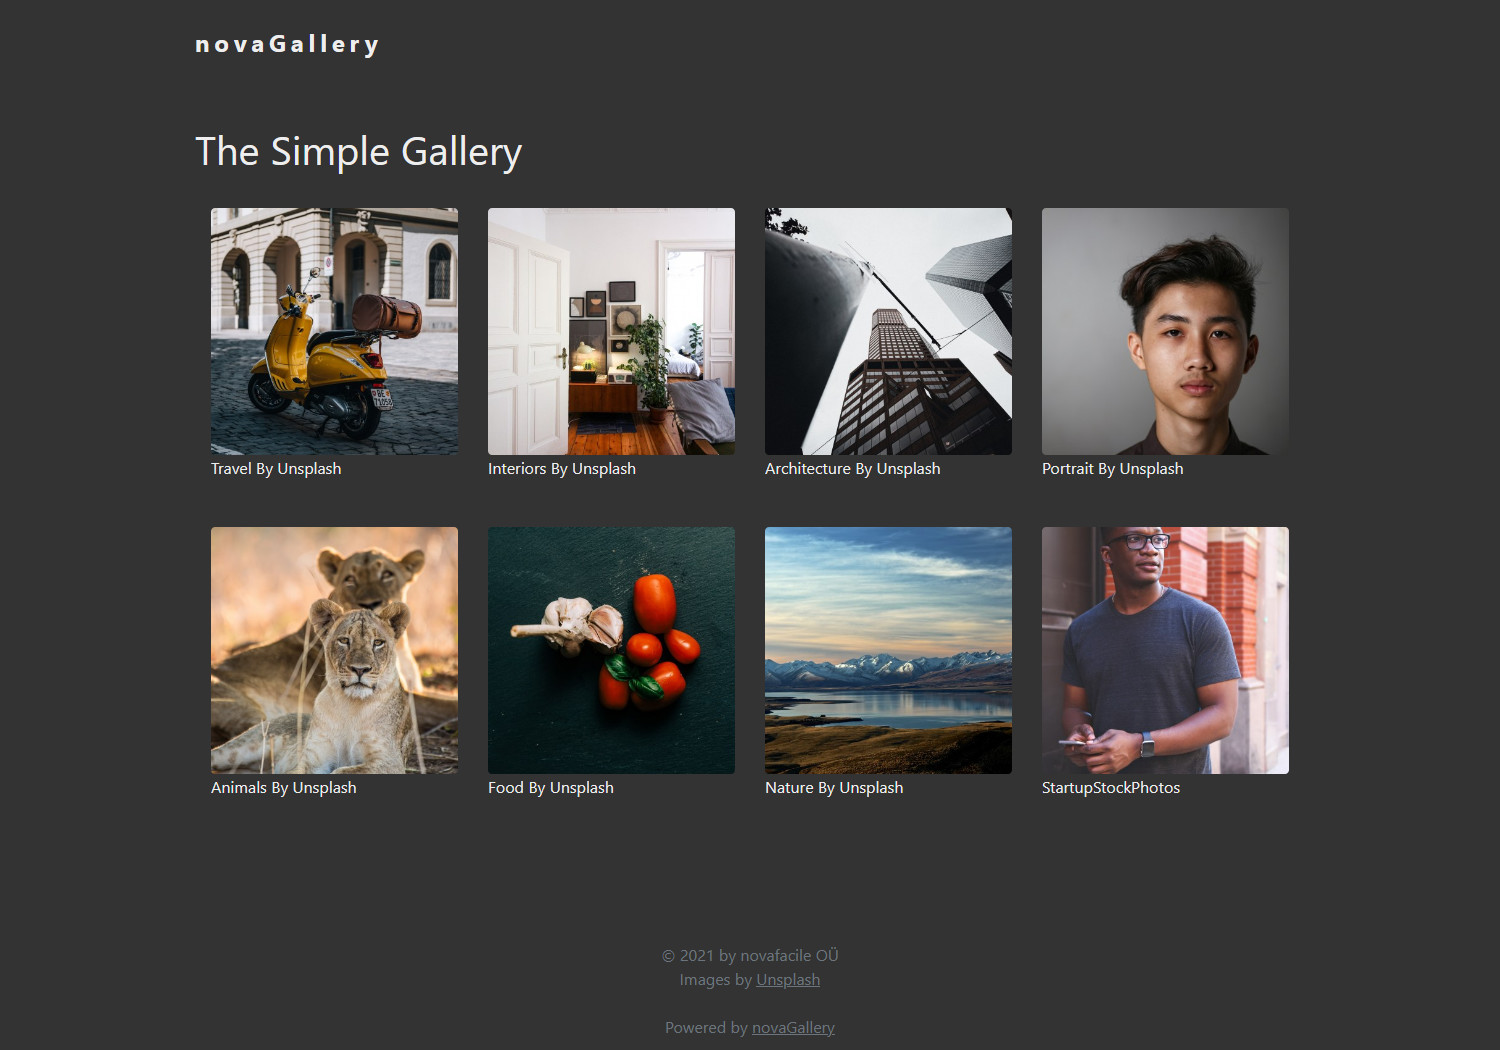 novaGallery
The Simple Gallery
Travel By Unsplash
Interiors By Unsplash
Architecture By Unsplash
Portrait By Unsplash
Animals By Unsplash
Food By Unsplash
Nature By Unsplash
StartupStockPhotos
© 2021 by novafacile OÜ
Images by Unsplash
Powered by novaGallery